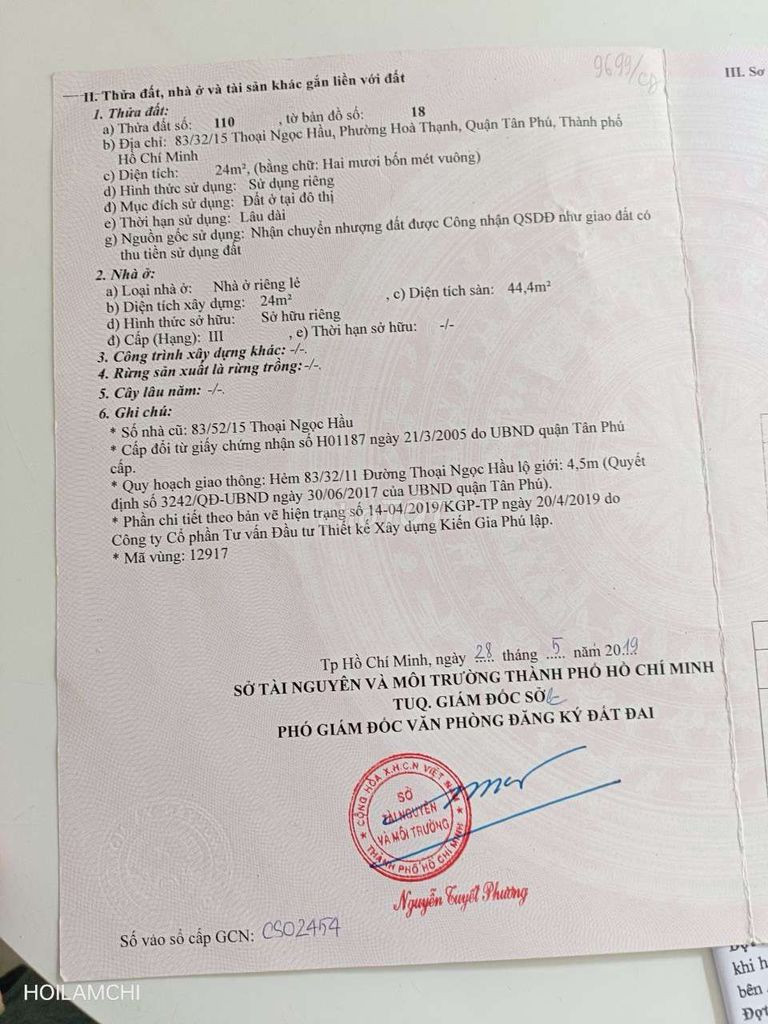 9699/CĐ
II. Thửa đất, nhà ở và tài sản khác gắn liền với đất
III. Sơ
1. Thửa đất:
a) Thửa đất số: 110 , tờ bản đồ số: 18
b) Địa chỉ: 83/32/15 Thoại Ngọc Hầu, Phường Hoà Thạnh, Quận Tân Phú, Thành phố
Hồ Chí Minh
c) Diện tích: 24m², (bằng chữ: Hai mươi bốn mét vuông)
d) Hình thức sử dụng: Sử dụng riêng
đ) Mục đích sử dụng: Đất ở tại đô thị
e) Thời hạn sử dụng: Lâu dài
g) Nguồn gốc sử dụng: Nhận chuyển nhượng đất được Công nhận QSDĐ như giao đất có
thu tiền sử dụng đất
2. Nhà ở:
a) Loại nhà ở: Nhà ở riêng lẻ
b) Diện tích xây dựng: 24m² , c) Diện tích sàn: 44,4m²
d) Hình thức sở hữu: Sở hữu riêng
đ) Cấp (Hạng): III , e) Thời hạn sở hữu: -/-
3. Công trình xây dựng khác: -/-.
4. Rừng sản xuất là rừng trồng: -/-.
5. Cây lâu năm: -/-.
6. Ghi chú:
* Số nhà cũ: 83/52/15 Thoại Ngọc Hầu
* Cấp đổi từ giấy chứng nhận số H01187 ngày 21/3/2005 do UBND quận Tân Phú
cấp.
* Quy hoạch giao thông: Hẻm 83/32/11 Đường Thoại Ngọc Hầu lộ giới: 4,5m (Quyết
định số 3242/QĐ-UBND ngày 30/06/2017 của UBND quận Tân Phú).
* Phần chi tiết theo bản vẽ hiện trạng số 14-04/2019/KGP-TP ngày 20/4/2019 do
Công ty Cổ phần Tư vấn Đầu tư Thiết kế Xây dựng Kiến Gia Phú lập.
* Mã vùng: 12917
Tp Hồ Chí Minh, ngày 28 tháng 5 năm 2019
SỞ TÀI NGUYÊN VÀ MÔI TRƯỜNG THÀNH PHỐ HỒ CHÍ MINH
TUQ. GIÁM ĐỐC SỞ
PHÓ GIÁM ĐỐC VĂN PHÒNG ĐĂNG KÝ ĐẤT ĐAI
CỘNG HÒA X.H.C.N VIỆT NAM
SỞ
TÀI NGUYÊN
VÀ MÔI TRƯỜNG
THÀNH PHỐ HỒ CHÍ MINH
Nguyễn Tuyết Phương
Số vào sổ cấp GCN: CS02454
khi h
bên
Đợt
HOILAMCHI